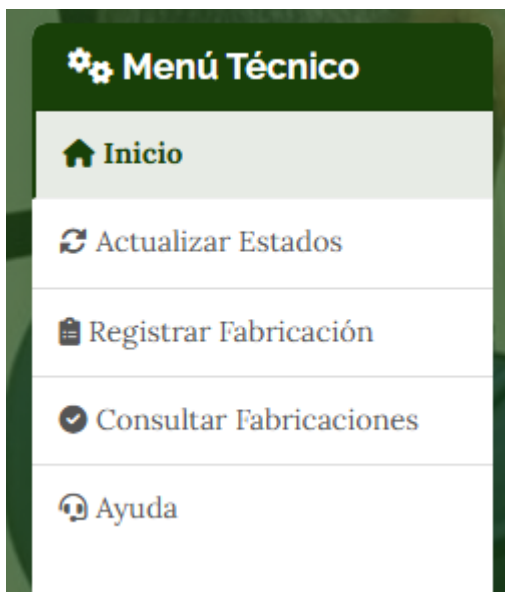 Menú Técnico
Inicio
Actualizar Estados
Registrar Fabricación
Consultar Fabricaciones
Ayuda